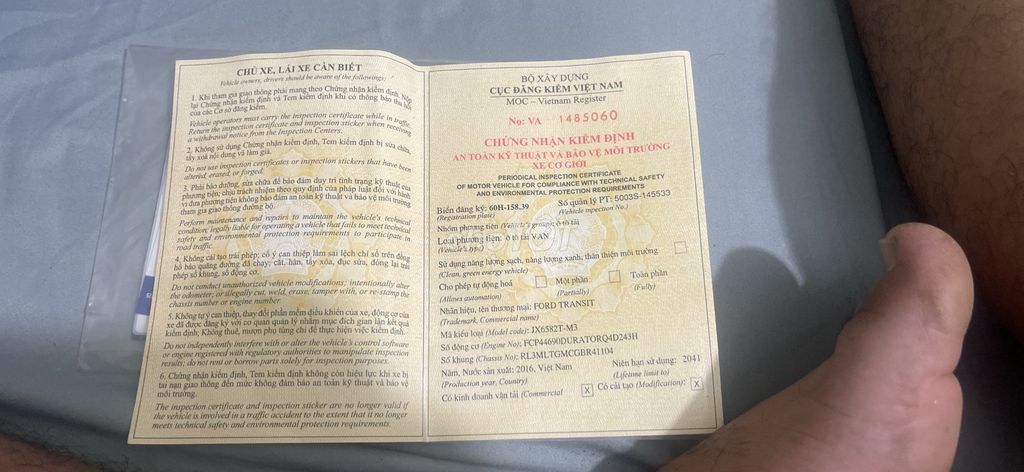 CHỦ XE, LÁI XE CẦN BIẾT
Vehicle owners, drivers should be aware of the followings:
1. Khi tham gia giao thông phải mang theo Chứng nhận kiểm định. Nộp
lại Chứng nhận kiểm định và Tem kiểm định khi có thông báo thu hồi
của các Cơ sở đăng kiểm.
Vehicle operators must carry the inspection certificate while in traffic.
Return the inspection certificate and inspection sticker when receiving
a withdrawal notice from the Inspection Centers.
2. Không sử dụng Chứng nhận kiểm định, Tem kiểm định bị sửa chữa,
tẩy xoá nội dung và làm giả.
Do not use inspection certificates or inspection stickers that have been
altered, erased, or forged.
3. Phải bảo dưỡng, sửa chữa để bảo đảm duy trì tình trạng kỹ thuật của
phương tiện; chịu trách nhiệm theo quy định của pháp luật đối với hành
vi đưa phương tiện không bảo đảm an toàn kỹ thuật và bảo vệ môi trường
tham gia giao thông đường bộ.
Perform maintenance and repairs to maintain the vehicle's technical
condition; legally liable for operating a vehicle that fails to meet technical
safety and environmental protection requirements to participate in
road traffic.
4. Không cải tạo trái phép; cố ý can thiệp làm sai lệch chỉ số trên đồng
hồ báo quãng đường đã chạy, cắt, hàn, tẩy xóa, đục sửa, đóng lại trái
phép số khung, số động cơ.
Do not conduct unauthorized vehicle modifications; intentionally alter
the odometer; or illegally cut, weld, erase, tamper with, or re-stamp the
chassis number or engine number.
5. Không tự ý can thiệp, thay đổi phần mềm điều khiển của xe, động cơ của
xe đã được đăng ký với cơ quan quản lý nhằm mục đích gian lận kết quả
kiểm định; Không thuê, mượn phụ tùng chỉ để thực hiện việc kiểm định.
Do not independently interfere with or alter the vehicle's control software
or engine registered with regulatory authorities to manipulate inspection
results; do not rent or borrow parts solely for inspection purposes.
6. Chứng nhận kiểm định, Tem kiểm định không còn hiệu lực khi xe bị
tai nạn giao thông đến mức không đảm bảo an toàn kỹ thuật và bảo vệ
môi trường.
The inspection certificate and inspection sticker are no longer valid if
the vehicle is involved in a traffic accident to the extent that it no longer
meets technical safety and environmental protection requirements.
BỘ XÂY DỰNG
CỤC ĐĂNG KIỂM VIỆT NAM
MOC – Vietnam Register
No: VA 1485060
CHỨNG NHẬN KIỂM ĐỊNH
AN TOÀN KỸ THUẬT VÀ BẢO VỆ MÔI TRƯỜNG
XE CƠ GIỚI
PERIODICAL INSPECTION CERTIFICATE
OF MOTOR VEHICLE FOR COMPLIANCE WITH TECHNICAL SAFETY
AND ENVIRONMENTAL PROTECTION REQUIREMENTS
Biển đăng ký: 60H-158.39 Số quản lý PT: 5003S-145533
(Registration plate) (Vehicle inpection No.)
Nhóm phương tiện (Vehicle's group): ô tô tải
Loại phương tiện: ô tô tải VAN
(Vehicle's type)
Sử dụng năng lượng sạch, năng lượng xanh, thân thiện môi trường
(Clean, green energy vehicle)
Cho phép tự động hoá Một phần Toàn phần
(Allows automation) (Partially) (Fully)
Nhãn hiệu, tên thương mại: FORD TRANSIT
(Trademark, Commercial name)
Mã kiểu loại (Model code): JX6582T-M3
Số động cơ (Engine No): FCP44690DURATORQ4D243H
Số khung (Chassis No): RL3MLTGMCGBR41104
Năm, Nước sản xuất: 2016, Việt Nam Niên hạn sử dụng: 2041
(Production year, Country) (Lifetime limit to)
Có kinh doanh vận tải (Commercial X Có cải tạo (Modification): X